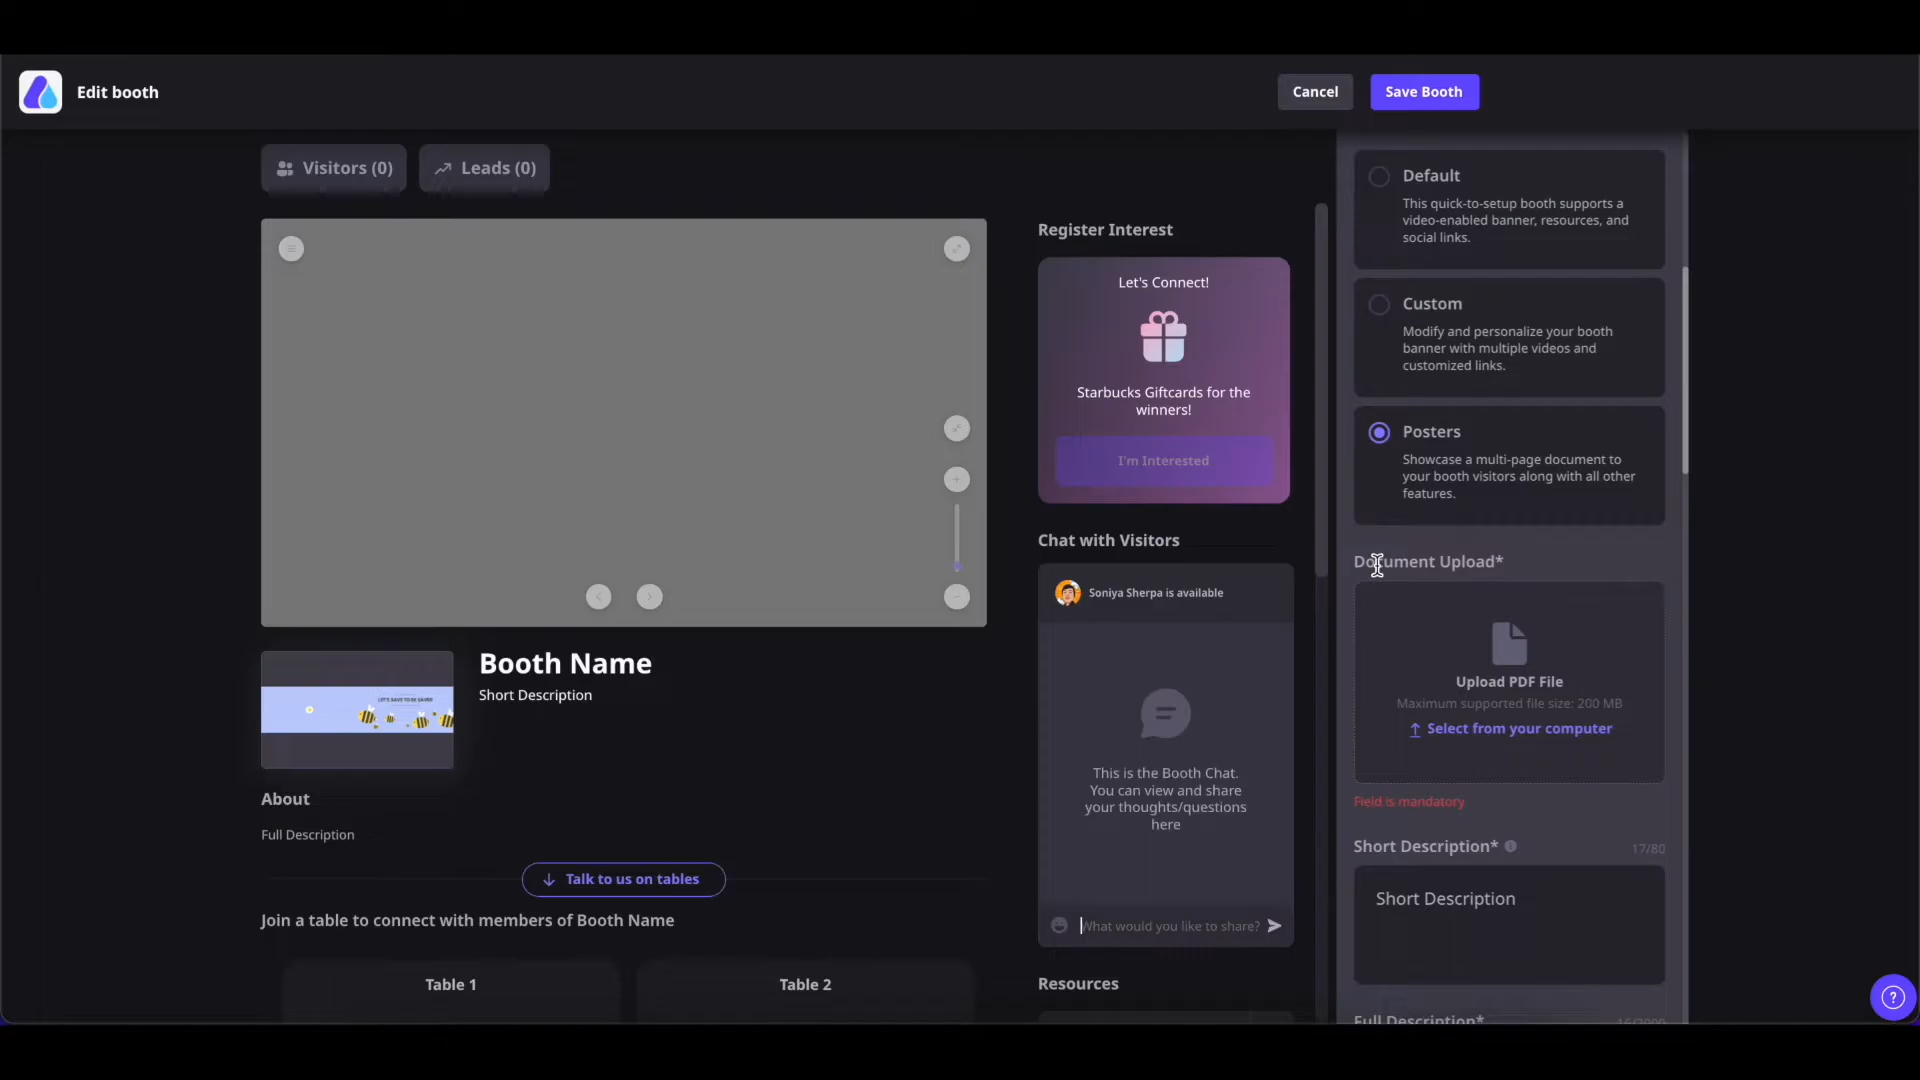 Edit booth
Cancel
Save Booth
Visitors (0)
Leads (0)
Register Interest
Let's Connect!
Starbucks Giftcards for the
winners!
I'm Interested
Chat with Visitors
Soniya Sherpa is available
This is the Booth Chat.
You can view and share
your thoughts/questions
here
What would you like to share?
Resources
LET'S SAVE TO BE SAVED
Booth Name
Short Description
About
Full Description
Talk to us on tables
Join a table to connect with members of Booth Name
Table 1
Table 2
Default
This quick-to-setup booth supports a
video-enabled banner, resources, and
social links.
Custom
Modify and personalize your booth
banner with multiple videos and
customized links.
Posters
Showcase a multi-page document to
your booth visitors along with all other
features.
Document Upload*
Upload PDF File
Maximum supported file size: 200 MB
Select from your computer
Field is mandatory
Short Description*
17/80
Short Description
Full Description*
16/2000